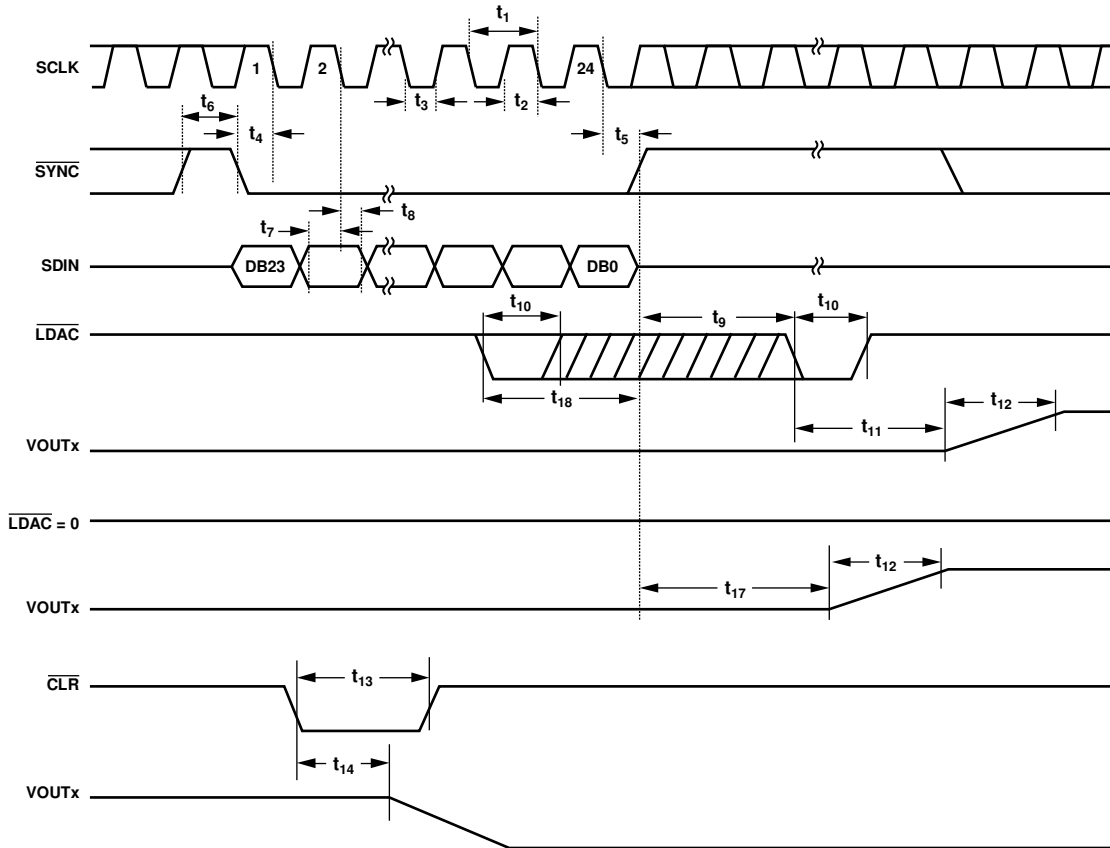 t1
SCLK
1
2
24
t3
t2
t6
t4
t5
SYNC
t8
t7
SDIN
DB23
DB0
t10
t9
t10
LDAC
t18
t12
t11
VOUTx
LDAC = 0
t12
t17
VOUTx
t13
CLR
t14
VOUTx